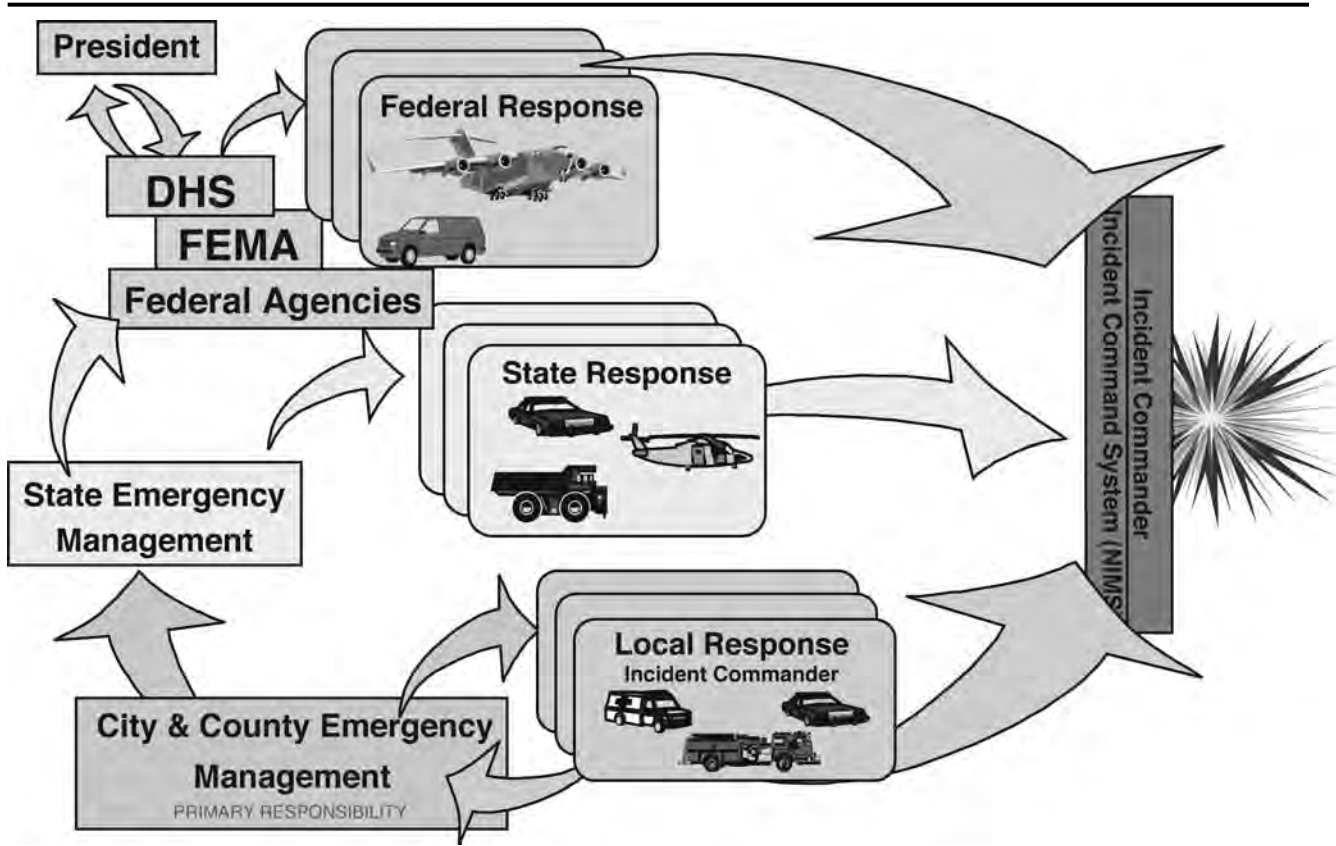 President
Federal Response
DHS
FEMA
Federal Agencies
State Response
State Emergency
Management
Local Response
Incident Commander
City & County Emergency
Management
PRIMARY RESPONSIBILITY
Incident Commander
Incident Command System (NIMS)